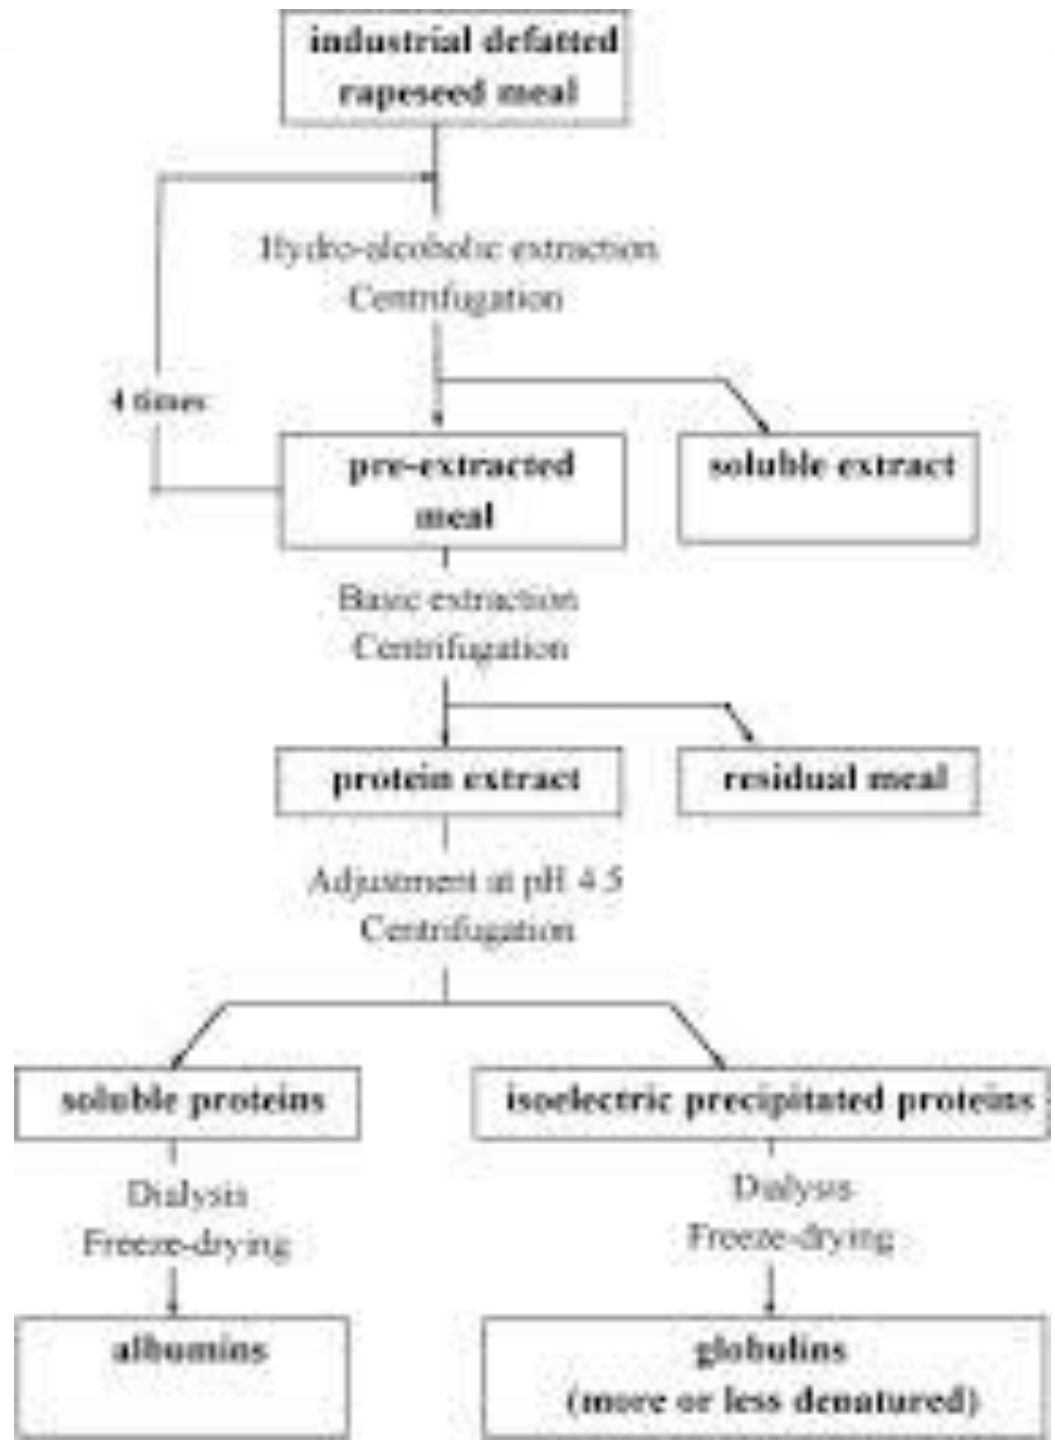 industrial defatted
rapeseed meal
Hydro-alcoholic extraction
Centrifugation
4 times
pre-extracted
meal
soluble extract
Basic extraction
Centrifugation
protein extract
residual meal
Adjustment at pH 4.5
Centrifugation
soluble proteins
isoelectric precipitated proteins
Dialysis
Freeze-drying
Dialysis
Freeze-drying
albumins
globulins
(more or less denatured)